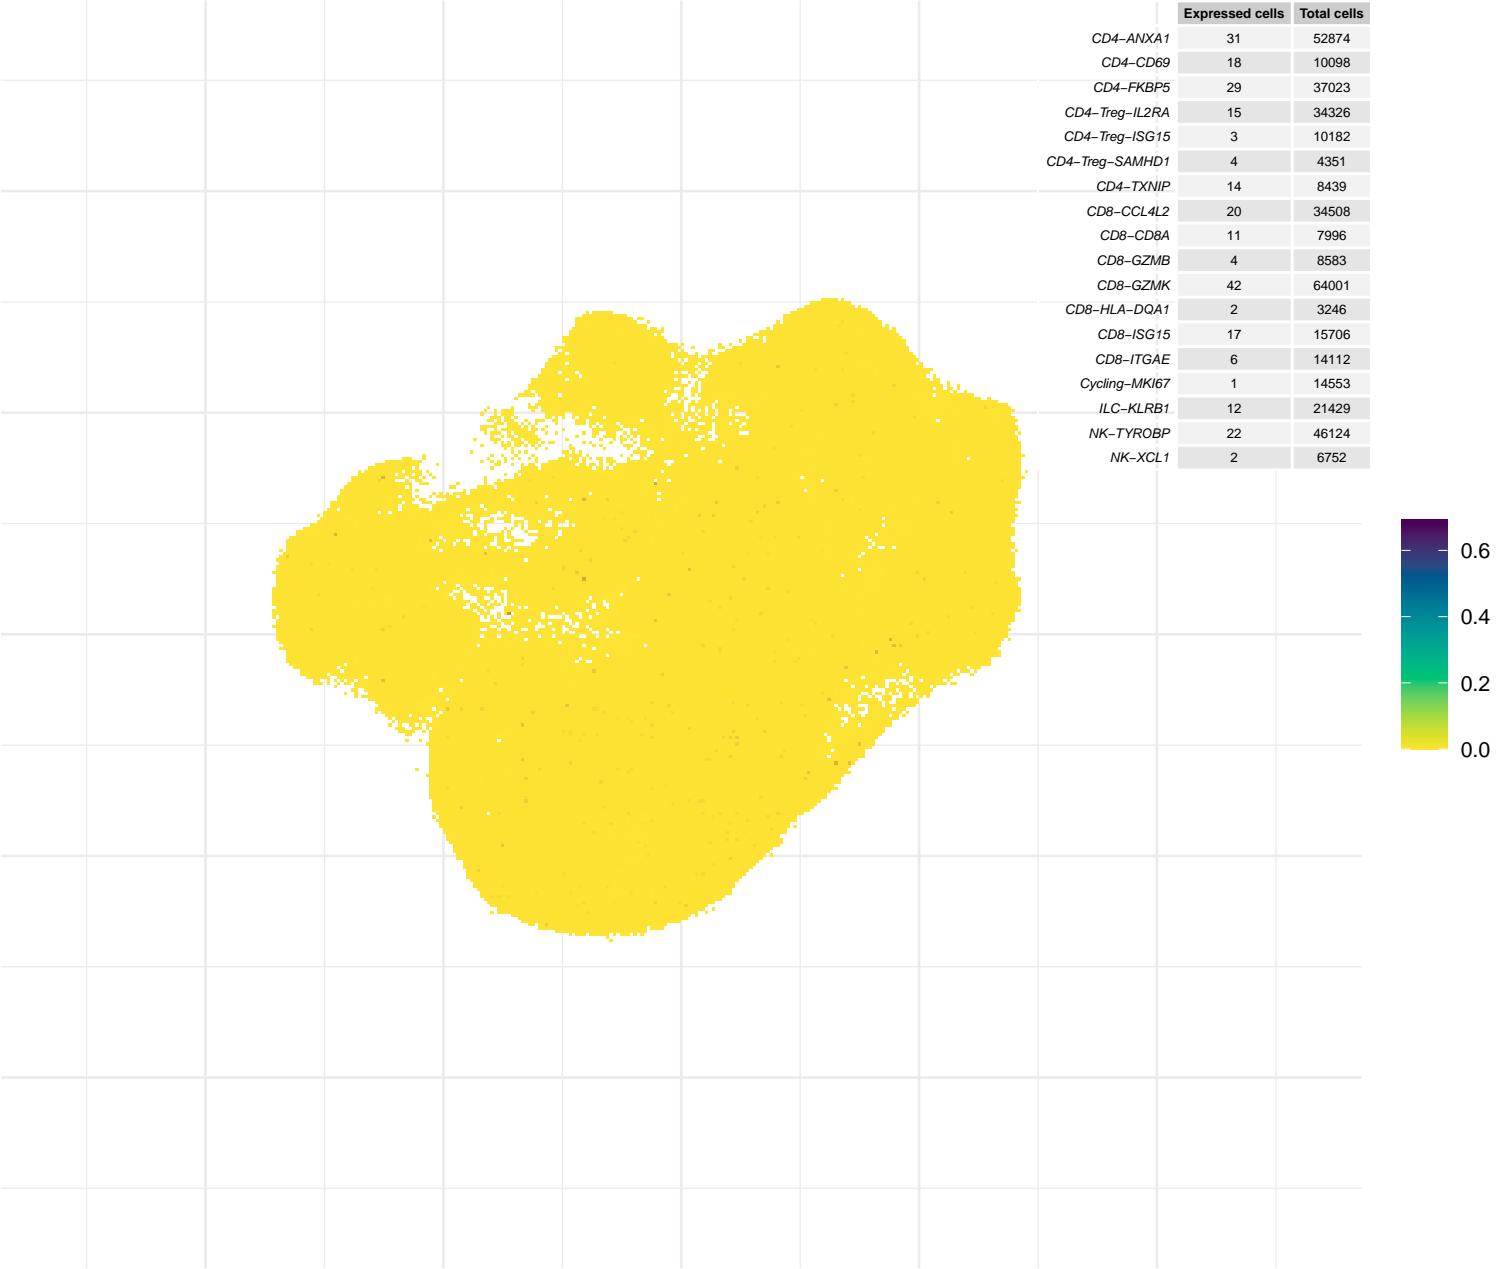 Expressed cells Total cells
CD4−ANXA1 31 52874
CD4−CD69 18 10098
CD4−FKBP5 29 37023
CD4−Treg−IL2RA 15 34326
CD4−Treg−ISG15 3 10182
CD4−Treg−SAMHD1 4 4351
CD4−TXNIP 14 8439
CD8−CCL4L2 20 34508
CD8−CD8A 11 7996
CD8−GZMB 4 8583
CD8−GZMK 42 64001
CD8−HLA−DQA1 2 3246
CD8−ISG15 17 15706
CD8−ITGAE 6 14112
Cycling−MKI67 1 14553
ILC−KLRB1 12 21429
NK−TYROBP 22 46124
NK−XCL1 2 6752
0.6
0.4
0.2
0.0